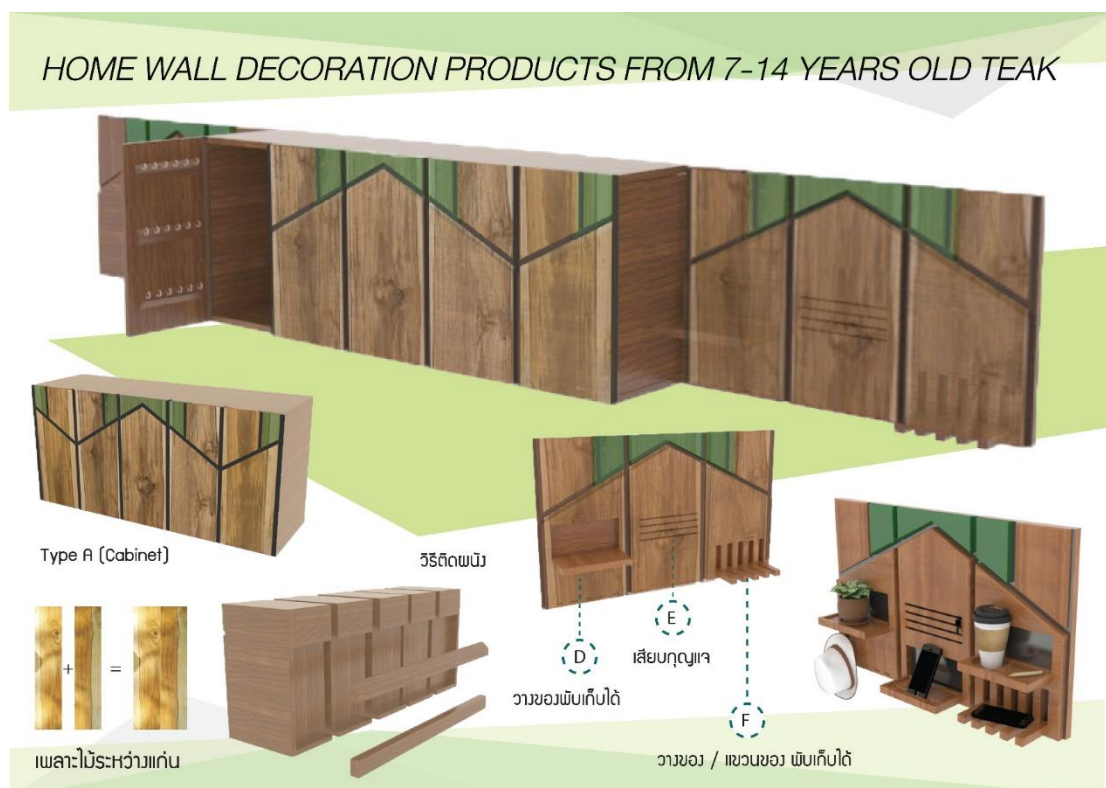 HOME WALL DECORATION PRODUCTS FROM 7-14 YEARS OLD TEAK
Type A (Cabinet)
วิธีติดผนัง
+ =
เพลาะไม้ระหว่างแก่น
D
วางของพับเก็บได้
E
เสียบกุญแจ
F
วางของ / แขวนของ พับเก็บได้